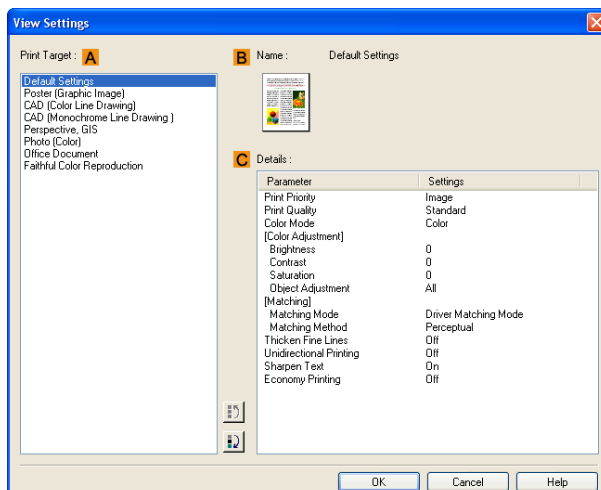 View Settings
Print Target : A
Default Settings
Poster (Graphic Image)
CAD (Color Line Drawing)
CAD (Monochrome Line Drawing )
Perspective, GIS
Photo (Color)
Office Document
Faithful Color Reproduction
B Name : Default Settings
C Details :
Parameter Settings
Print Priority Image
Print Quality Standard
Color Mode Color
[Color Adjustment]
Brightness 0
Contrast 0
Saturation 0
Object Adjustment All
[Matching]
Matching Mode Driver Matching Mode
Matching Method Perceptual
Thicken Fine Lines Off
Unidirectional Printing Off
Sharpen Text On
Economy Printing Off
OK Cancel Help